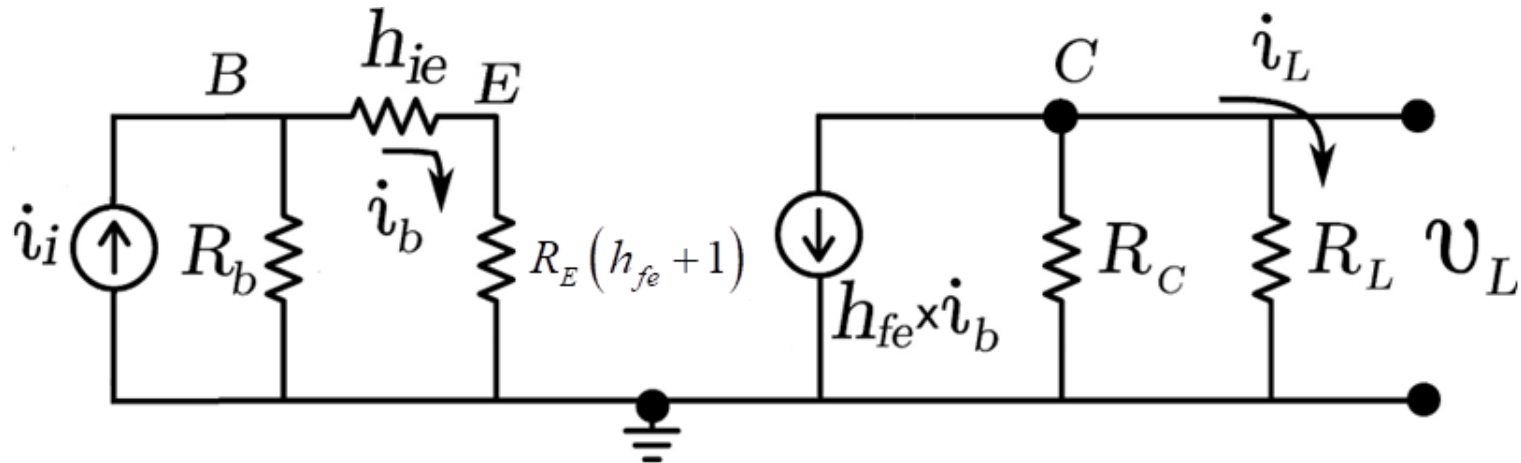 B
h_ie
E
C
i_L
i_i
R_b
i_b
R_E (h_fe + 1)
h_fe×i_b
R_C
R_L
υ_L